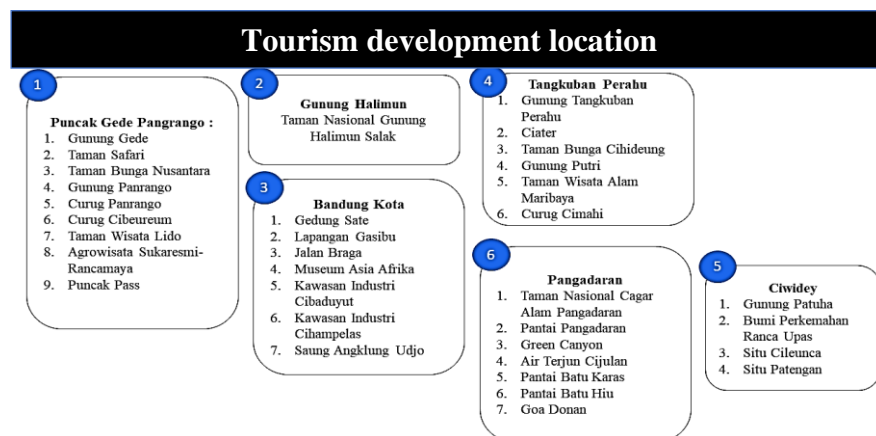 Tourism development location
1
Puncak Gede Pangrango :
1. Gunung Gede
2. Taman Safari
3. Taman Bunga Nusantara
4. Gunung Panrango
5. Curug Panrango
6. Curug Cibeureum
7. Taman Wisata Lido
8. Agrowisata Sukaresmi-
Rancamaya
9. Puncak Pass
2
Gunung Halimun
Taman Nasional Gunung
Halimun Salak
3
Bandung Kota
1. Gedung Sate
2. Lapangan Gasibu
3. Jalan Braga
4. Museum Asia Afrika
5. Kawasan Industri
Cibaduyut
6. Kawasan Industri
Cihampelas
7. Saung Angklung Udjo
4
Tangkuban Perahu
1. Gunung Tangkuban
Perahu
2. Ciater
3. Taman Bunga Cihideung
4. Gunung Putri
5. Taman Wisata Alam
Maribaya
6. Curug Cimahi
6
Pangadaran
1. Taman Nasional Cagar
Alam Pangadaran
2. Pantai Pangadaran
3. Green Canyon
4. Air Terjun Cijulan
5. Pantai Batu Karas
6. Pantai Batu Hiu
7. Goa Donan
5
Ciwidey
1. Gunung Patuha
2. Bumi Perkemahan
Ranca Upas
3. Situ Cileunca
4. Situ Patengan